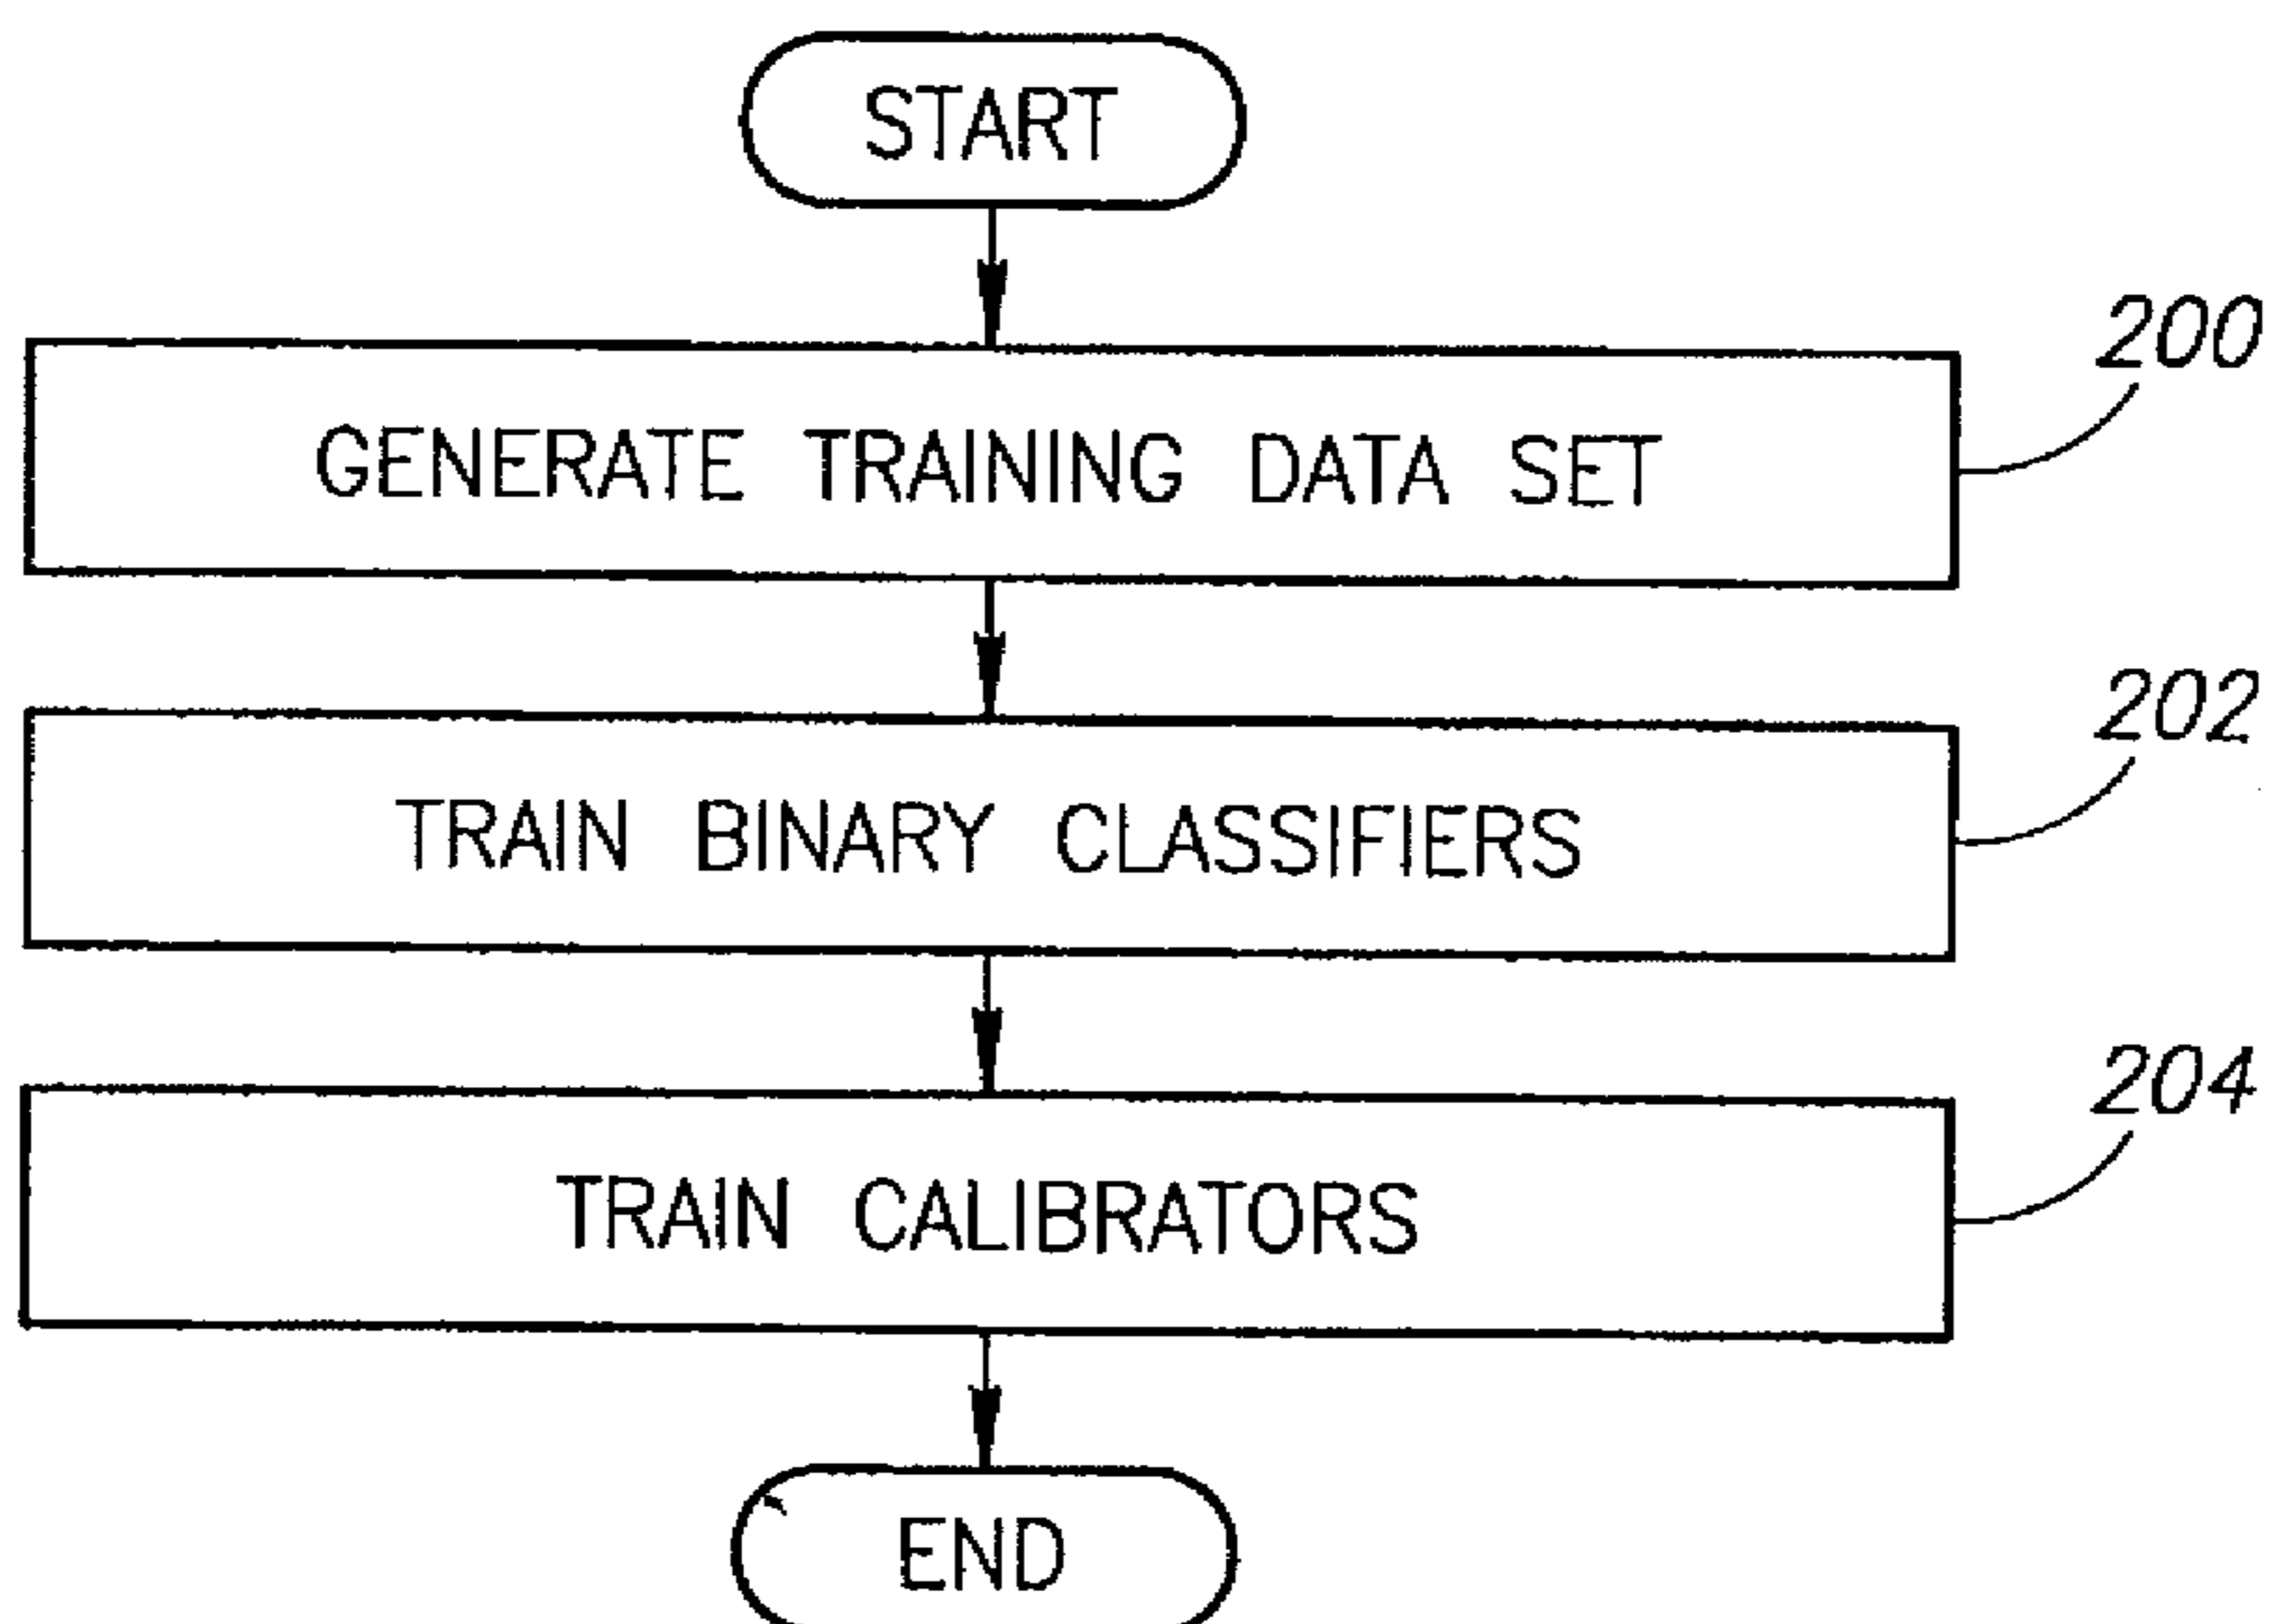 START
200
GENERATE TRAINING DATA SET
202
TRAIN BINARY CLASSIFIERS
204
TRAIN CALIBRATORS
END